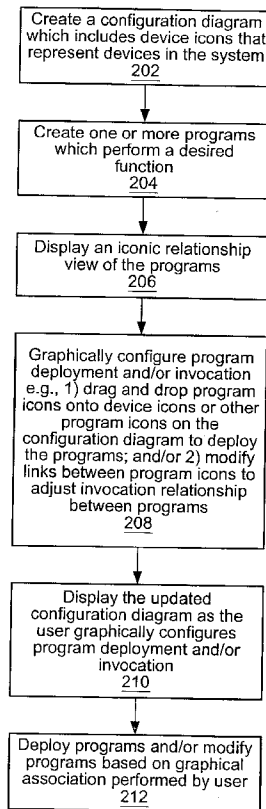 Create a configuration diagram
which includes device icons that
represent devices in the system
202
Create one or more programs
which perform a desired
function
204
Display an iconic relationship
view of the programs
206
Graphically configure program
deployment and/or invocation
e.g., 1) drag and drop program
icons onto device icons or other
program icons on the
configuration diagram to deploy
the programs; and/or 2) modify
links between program icons to
adjust invocation relationship
between programs
208
Display the updated
configuration diagram as the
user graphically configures
program deployment and/or
invocation
210
Deploy programs and/or modify
programs based on graphical
association performed by user
212